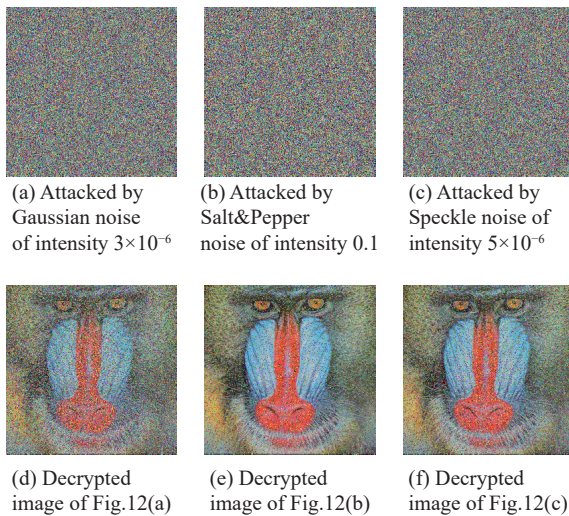 (a) Attacked by
Gaussian noise
of intensity 3×10⁻⁶
(b) Attacked by
Salt&Pepper
noise of intensity 0.1
(c) Attacked by
Speckle noise of
intensity 5×10⁻⁶
(d) Decrypted
image of Fig.12(a)
(e) Decrypted
image of Fig.12(b)
(f) Decrypted
image of Fig.12(c)